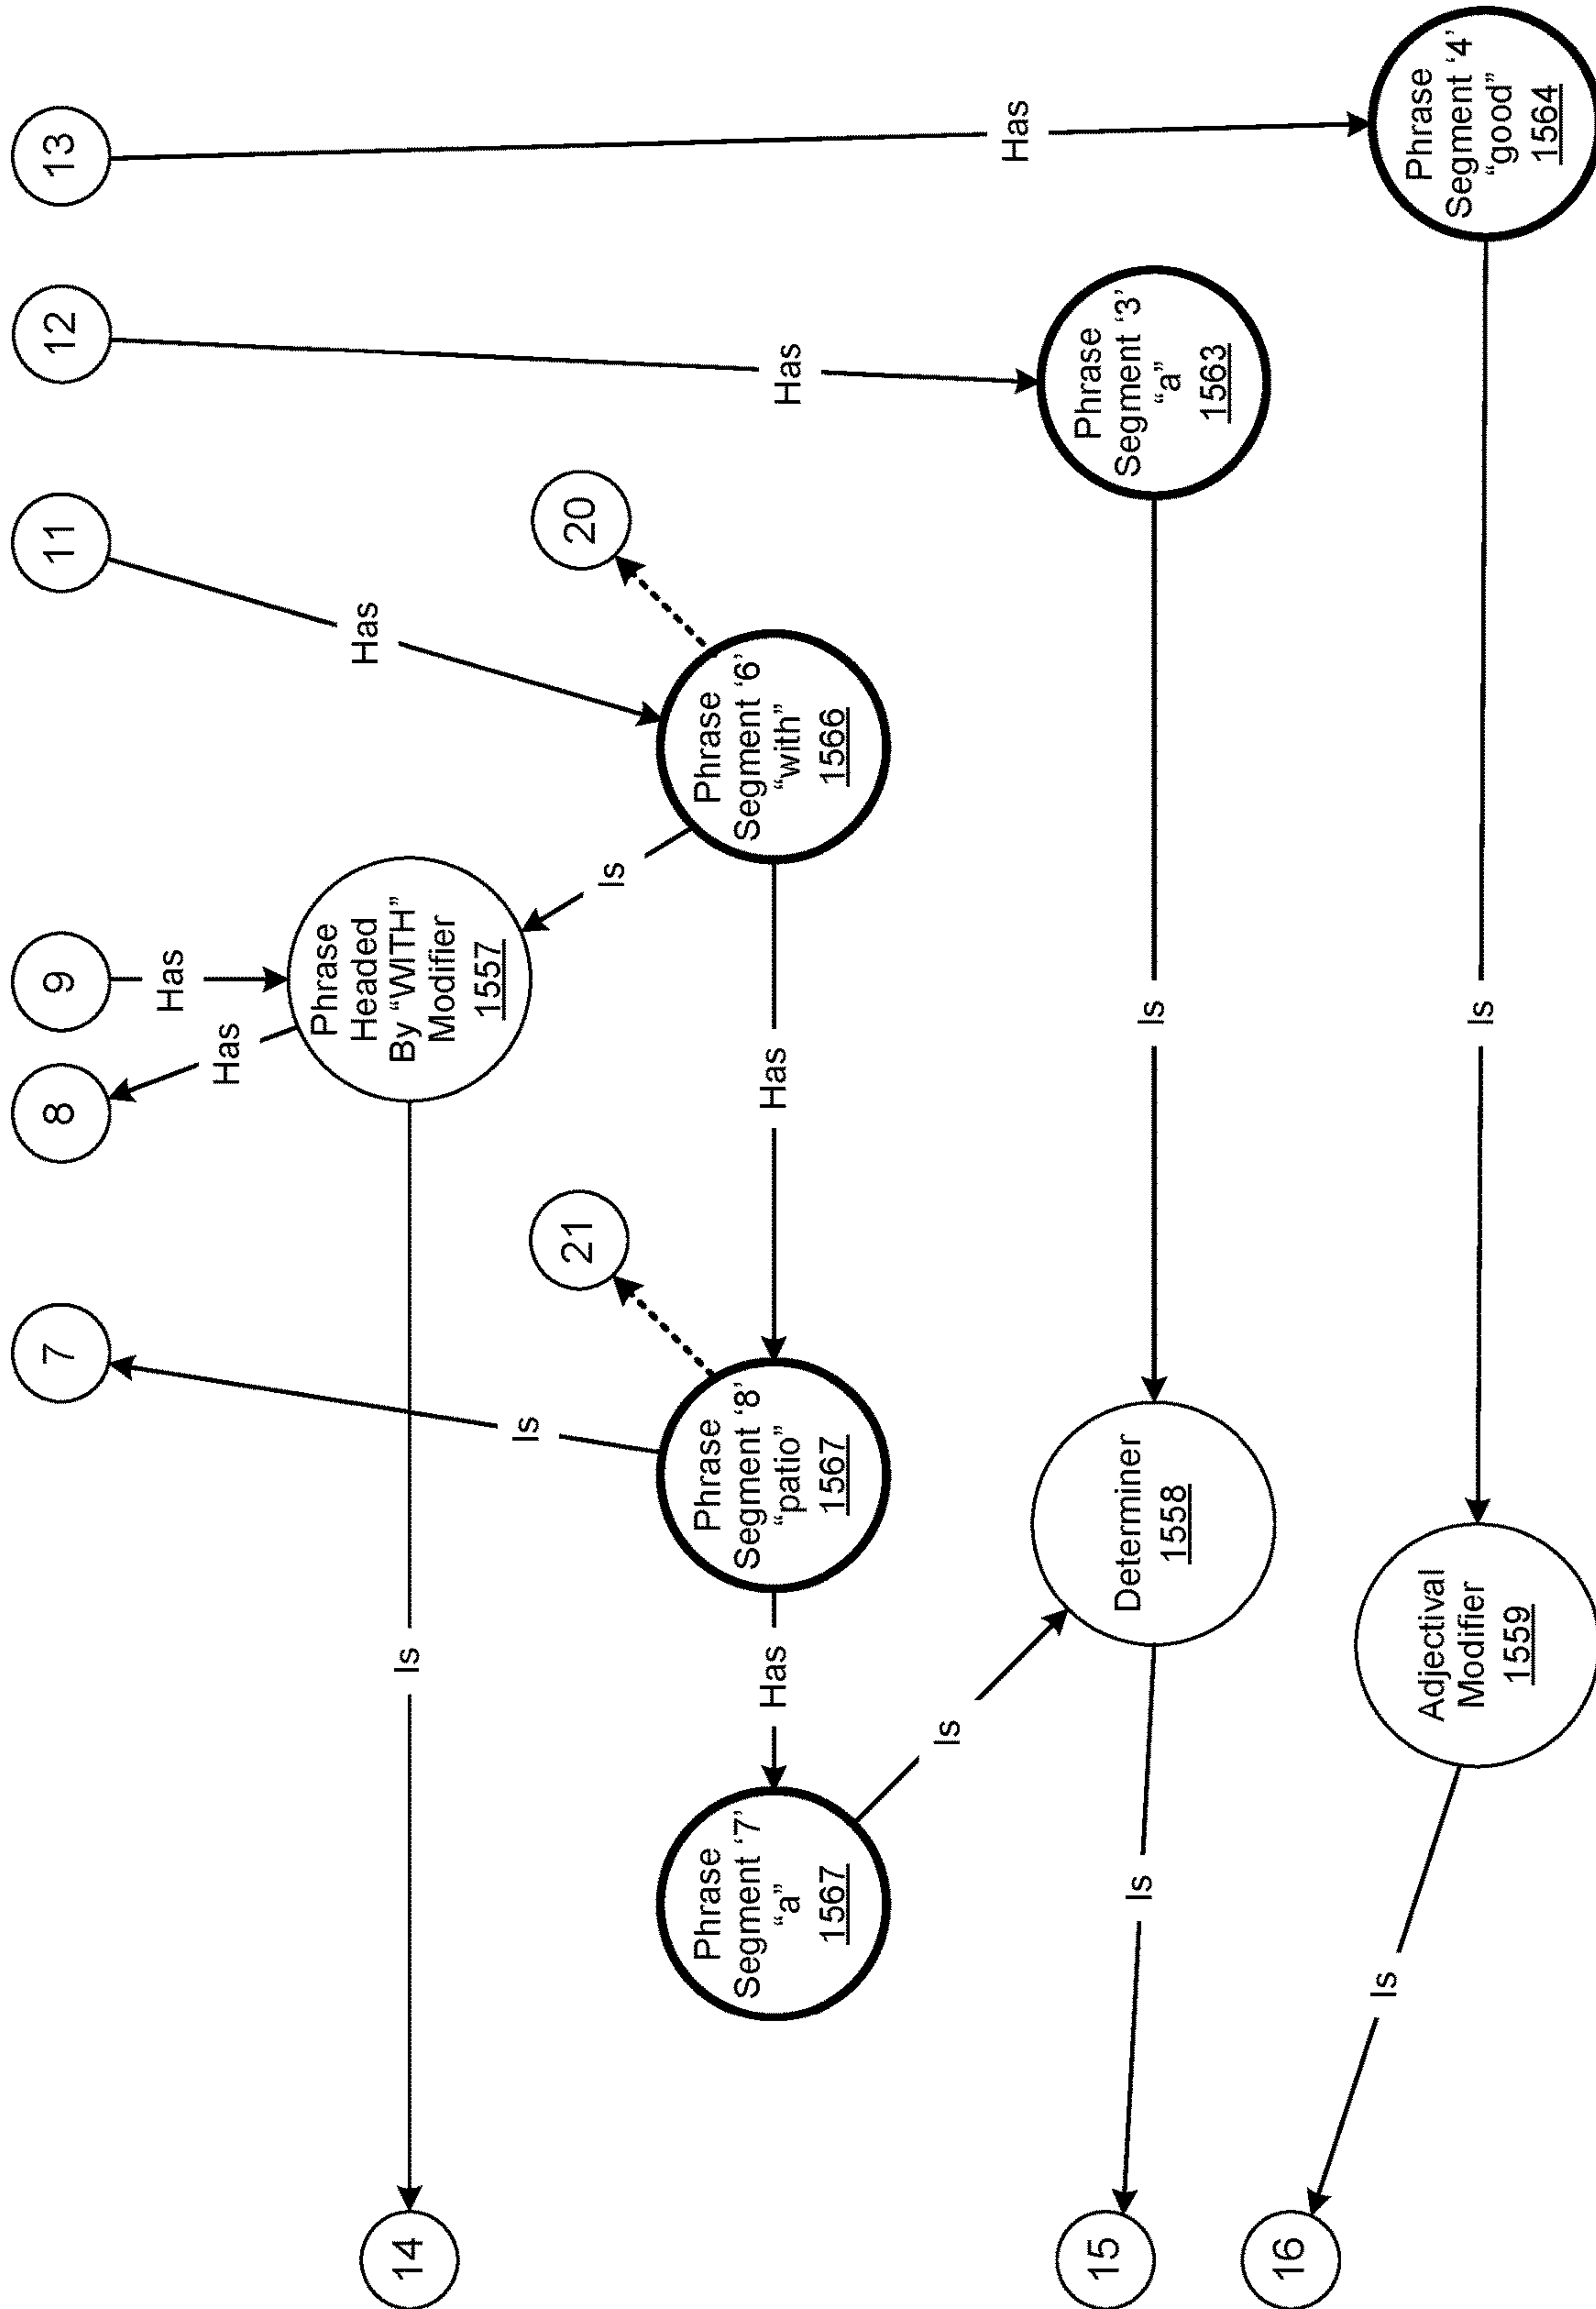 7
8
9
11
12
13
Has
Has
Has
Phrase
Headed
By “WITH”
Modifier
1557
14
Is
Is
21
20
Is
Phrase
Segment ‘7’
“a”
1567
Has
Phrase
Segment ‘8’
“patio”
1567
Has
Phrase
Segment ‘6’
“with”
1566
Has
Is
Has
15
Is
Determiner
1558
Is
Phrase
Segment ‘3’
“a”
1563
16
Is
Adjectival
Modifier
1559
Is
Phrase
Segment ‘4’
“good”
1564